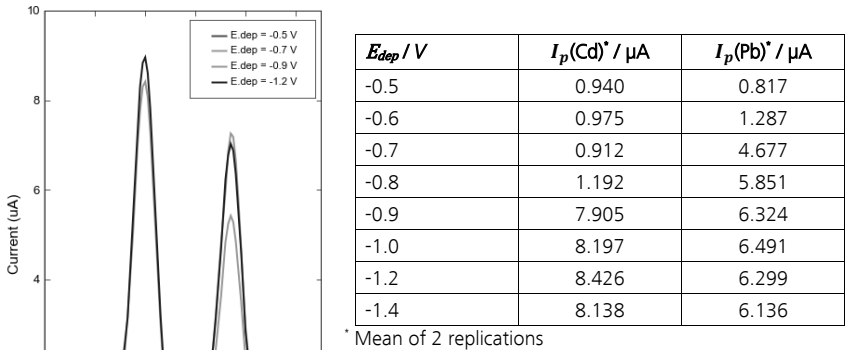 10
8
6
4
Current (uA)
E.dep = -0.5 V
E.dep = -0.7 V
E.dep = -0.9 V
E.dep = -1.2 V
E_dep / V I_p(Cd)* / µA I_p(Pb)* / µA
-0.5 0.940 0.817
-0.6 0.975 1.287
-0.7 0.912 4.677
-0.8 1.192 5.851
-0.9 7.905 6.324
-1.0 8.197 6.491
-1.2 8.426 6.299
-1.4 8.138 6.136
* Mean of 2 replications